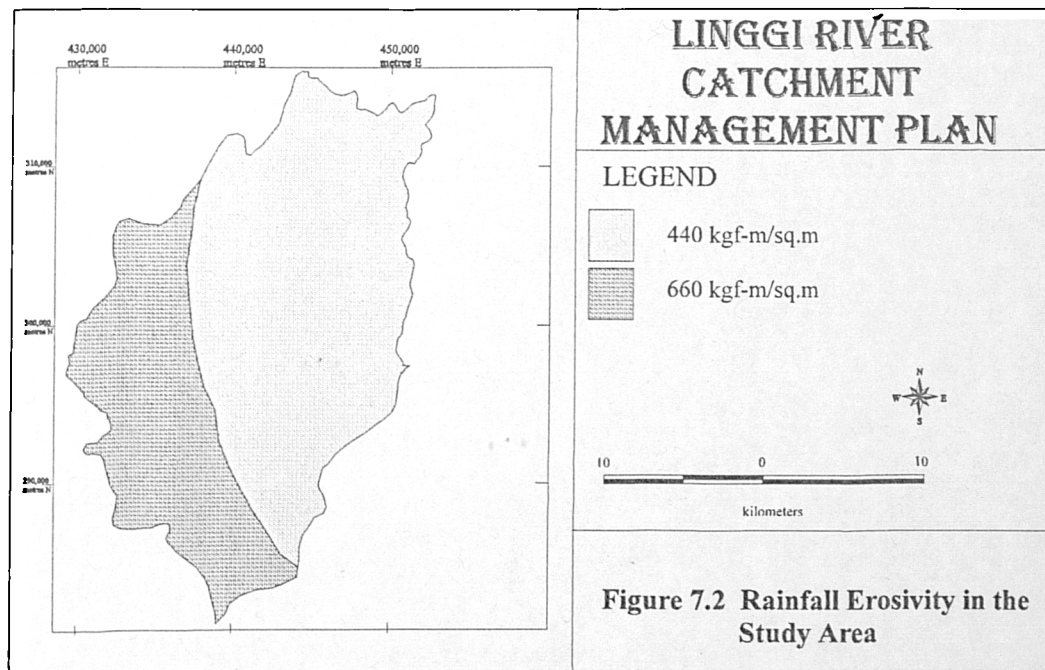 LINGGI RIVER
CATCHMENT
MANAGEMENT PLAN
LEGEND
440 kgf-m/sq.m
660 kgf-m/sq.m
N
W E
S
10 0 10
kilometers
Figure 7.2 Rainfall Erosivity in the
Study Area
430,000 440,000 450,000
metres E metres E metres E
310,000
metres N
300,000
metres N
290,000
metres N